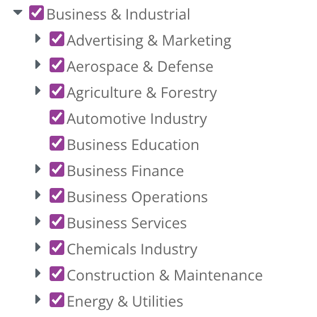 Business & Industrial
Advertising & Marketing
Aerospace & Defense
Agriculture & Forestry
Automotive Industry
Business Education
Business Finance
Business Operations
Business Services
Chemicals Industry
Construction & Maintenance
Energy & Utilities